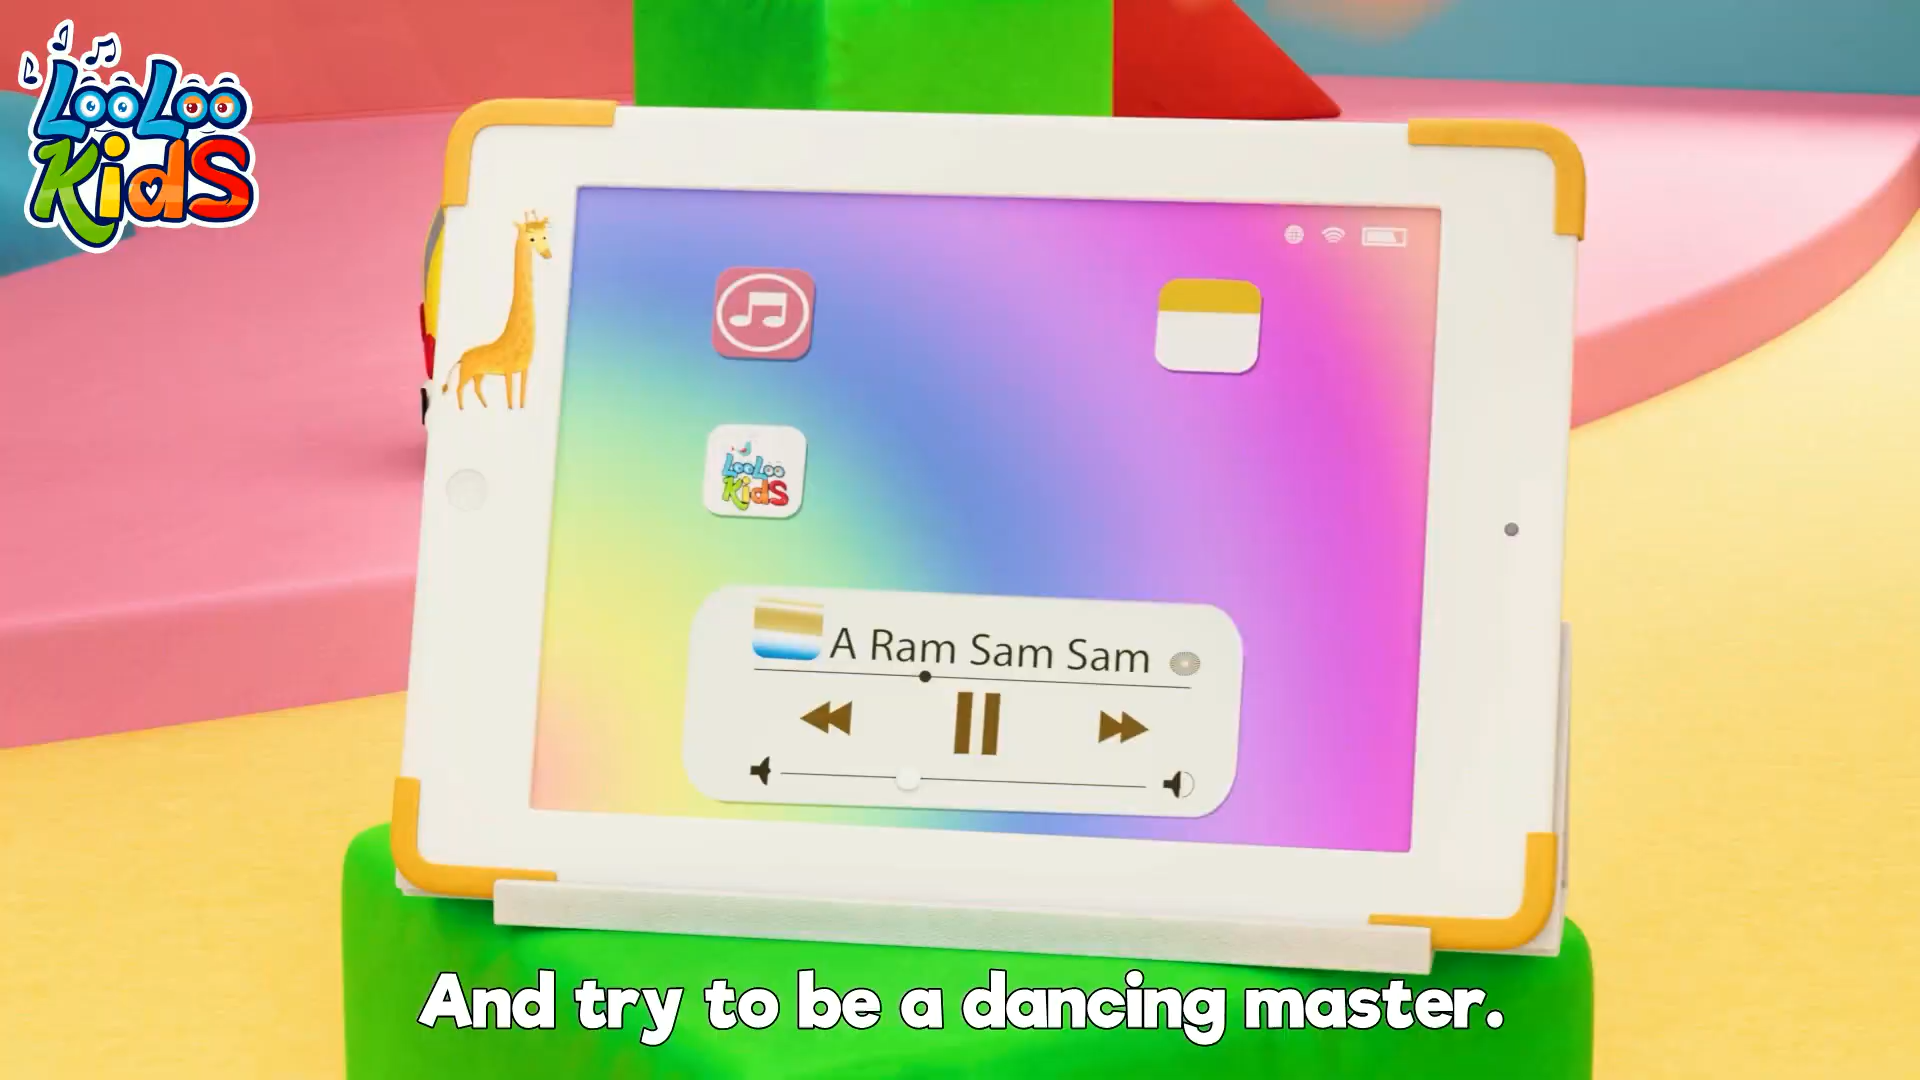 LooLoo
Kids
LooLoo
Kids
A Ram Sam Sam
And try to be a dancing master.